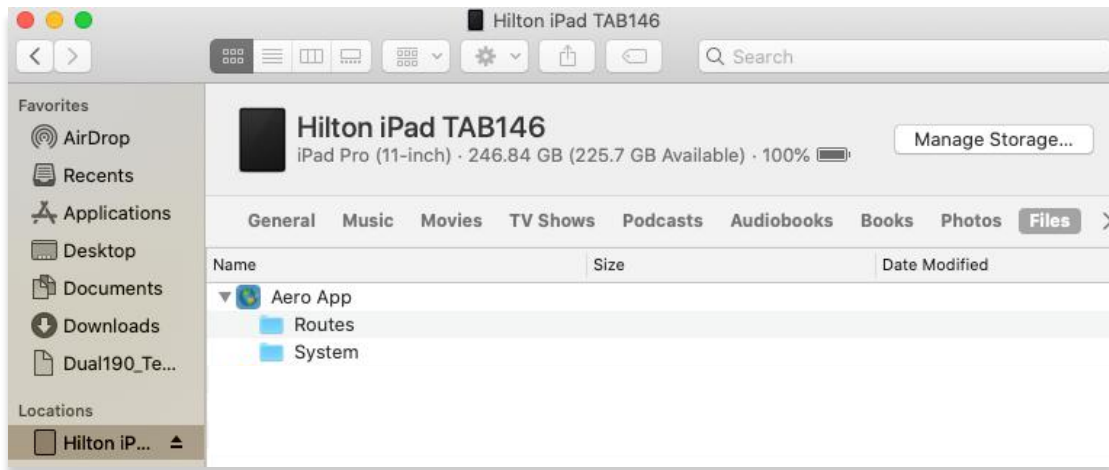 Hilton iPad TAB146
Search
Favorites
AirDrop
Recents
Applications
Desktop
Documents
Downloads
Dual190_Te...
Locations
Hilton iP...
Hilton iPad TAB146
iPad Pro (11-inch) · 246.84 GB (225.7 GB Available) · 100%
Manage Storage...
General Music Movies TV Shows Podcasts Audiobooks Books Photos Files
Name Size Date Modified
Aero App
Routes
System